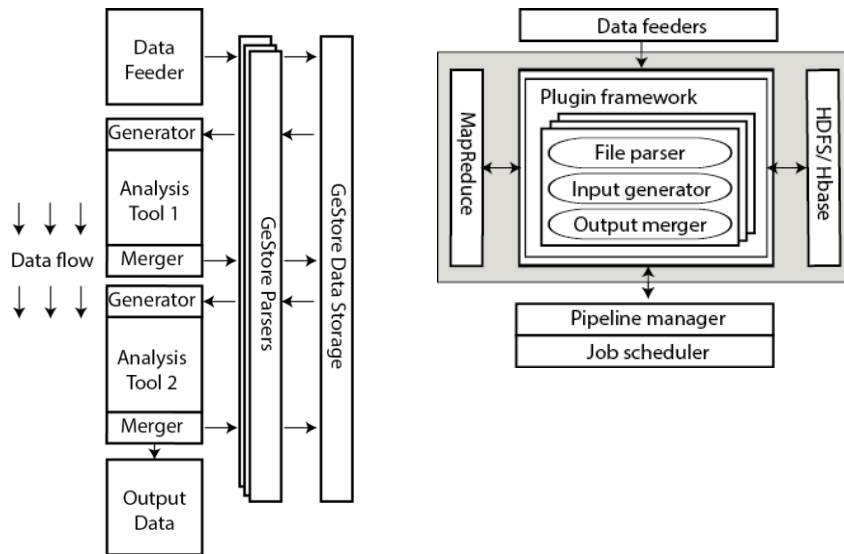 Data
Feeder
Generator
Analysis
Tool 1
Merger
Data flow
Generator
Analysis
Tool 2
Merger
Output
Data
GeStore Parsers
GeStore Data Storage
Data feeders
MapReduce
Plugin framework
File parser
Input generator
Output merger
HDFS/ Hbase
Pipeline manager
Job scheduler